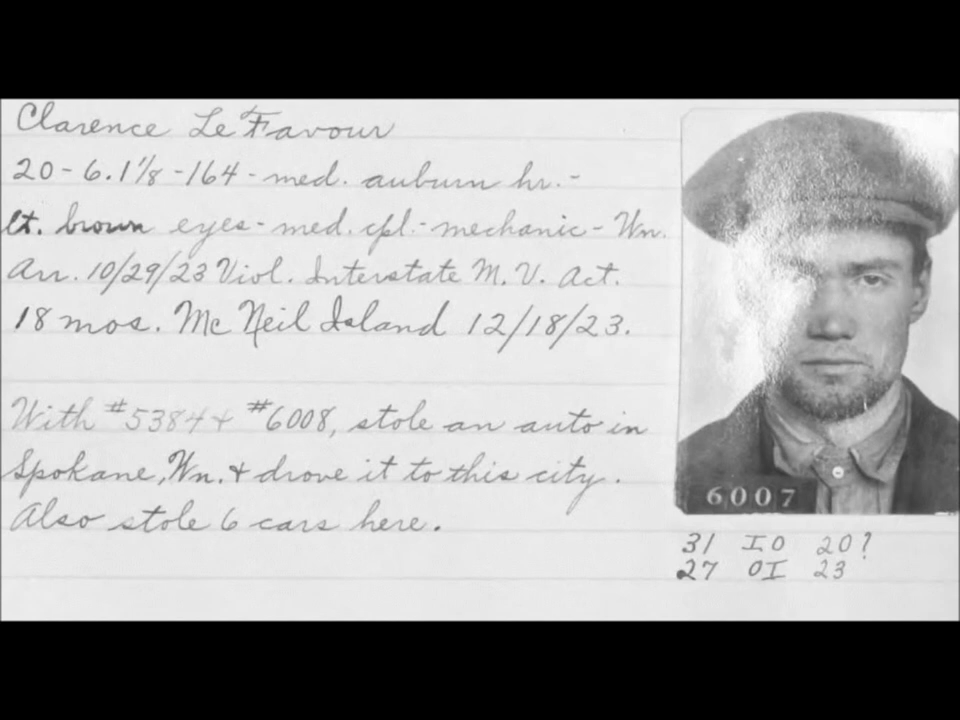 Clarence LeFavour
20 - 6.1 1/8 - 164 - med. auburn hr. -
lt. brown eyes - med. cpl. - mechanic - Wn.
Arr. 10/29/23 Viol. Interstate M. V. Act.
18 mos. McNeil Island 12/18/23.
With #5384 + #6008, stole an auto in
Spokane, Wn. + drove it to this city.
Also stole 6 cars here.
6007
31 IO 20?
27 OI 23